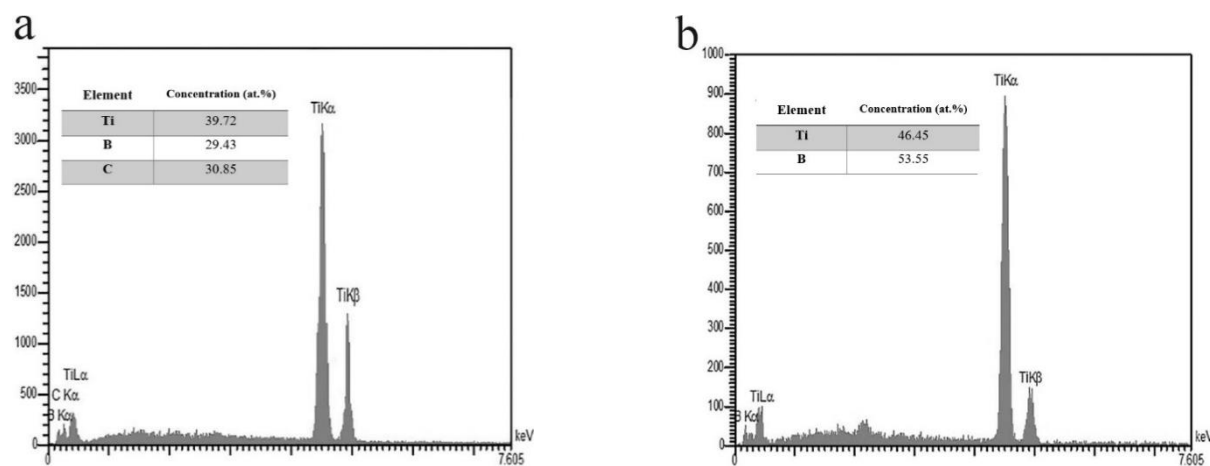 a
3500
3000
2500
2000
1500
1000
500
0
Element Concentration (at.%)
Ti 39.72
B 29.43
C 30.85
TiKα
TiKβ
TiLα
C Kα
B Kα
keV
0 7.605
b
1000
900
800
700
600
500
400
300
200
100
0
Element Concentration (at.%)
Ti 46.45
B 53.55
TiKα
TiKβ
TiLα
B Kα
keV
0 7.605